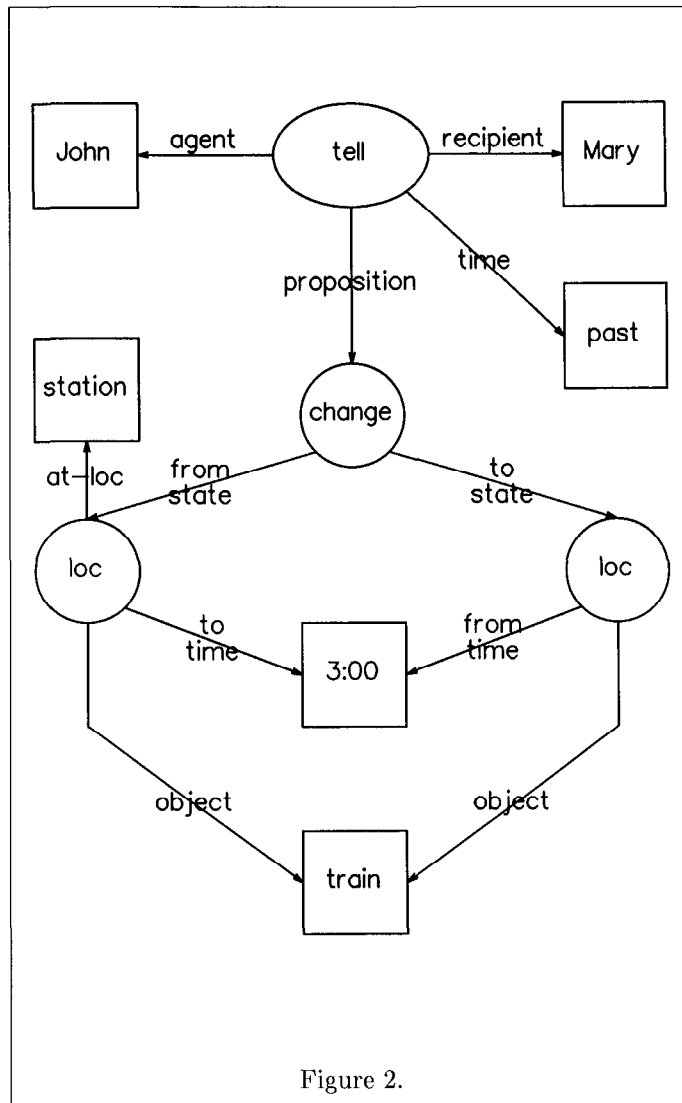 John
agent
tell
recipient
Mary
time
proposition
past
station
change
at-loc
from
state
to
state
loc
loc
to
time
from
time
3:00
object
object
train
Figure 2.